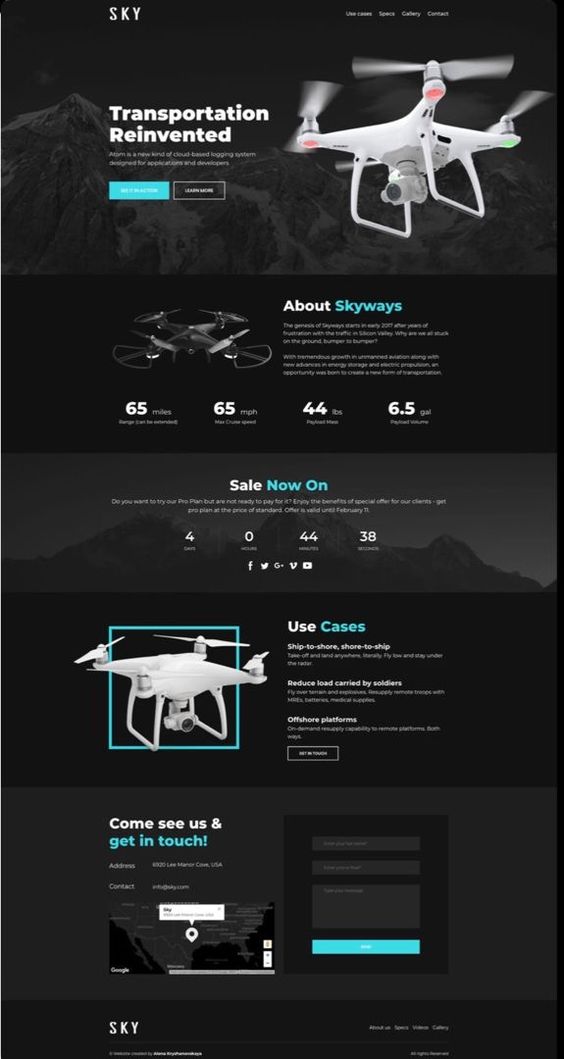 SKY
Use cases Specs Gallery Contact
Transportation
Reinvented
Atom is a new kind of cloud-based logging system
designed for applications and developers
SEE IT IN ACTION LEARN MORE
About Skyways
The genesis of Skyways starts in early 2017 after years of
frustration with the traffic in Silicon Valley. Why are we all stuck
on the ground, bumper to bumper?
With tremendous growth in unmanned aviation along with
new advances in energy storage and electric propulsion, an
opportunity was born to create a new form of transportation.
65 miles 65 mph 44 lbs 6.5 gal
Range (can be extended) Max Cruise speed Payload Mass Payload Volume
Sale Now On
Do you want to try our Pro Plan but are not ready to pay for it? Enjoy the benefits of special offer for our clients - get
pro plan at the price of standard. Offer is valid until February 11.
4 0 44 38
DAYS HOURS MINUTES SECONDS
Use Cases
Ship-to-shore, shore-to-ship
Take-off and land anywhere, literally. Fly low and stay under
the radar.
Reduce load carried by soldiers
Fly over terrain and explosives. Resupply remote troops with
MREs, batteries, medical supplies.
Offshore platforms
On-demand resupply capability to remote platforms. Both
ways.
GET IN TOUCH
Come see us &
get in touch!
Address 6920 Lee Manor Cove, USA
Contact info@sky.com
Sky
6920 Lee Manor Cove, USA
Google
Type your message
SEND
SKY
About us Specs Videos Gallery
© Website created by Alena Kryzhanovskaya
All rights reserved.